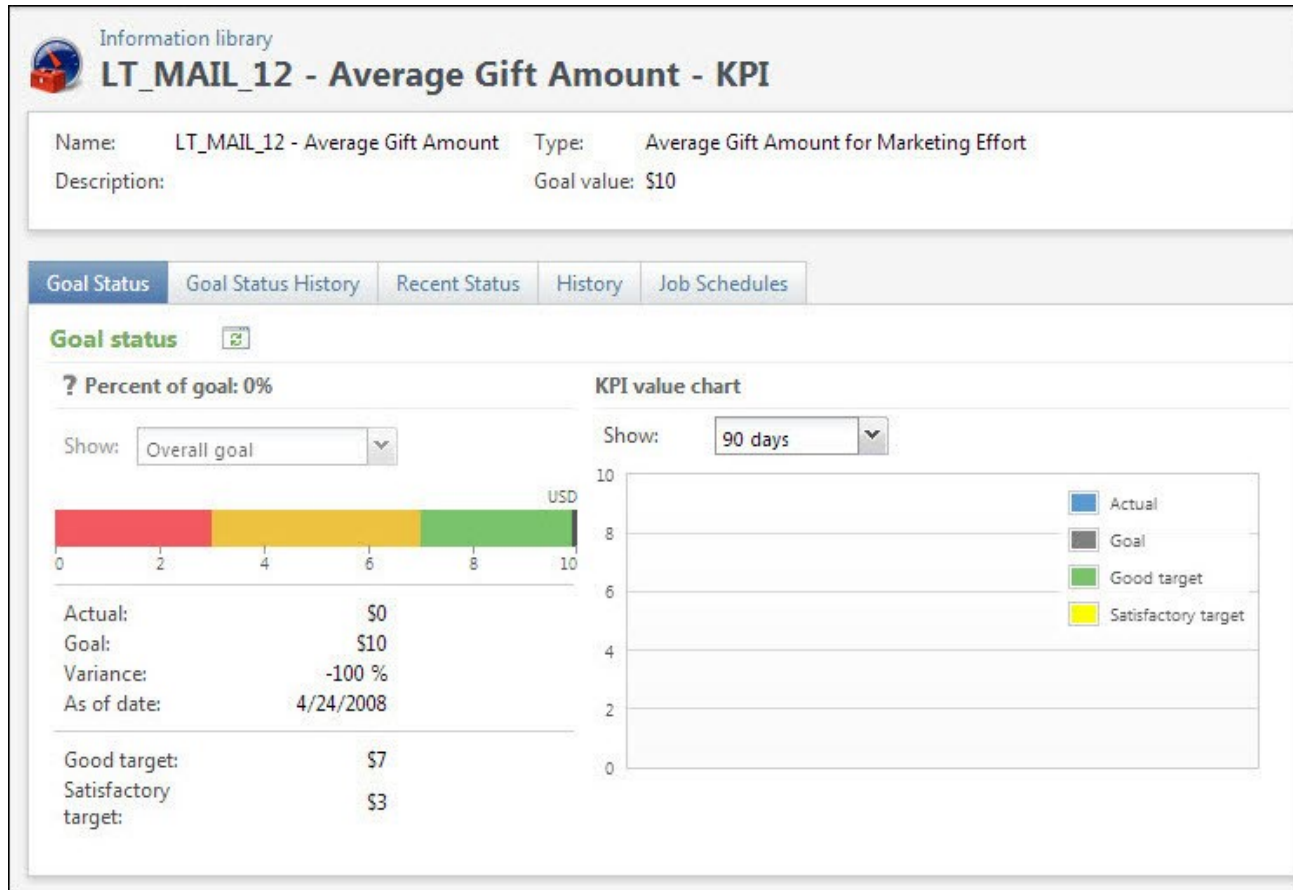 Information library
LT_MAIL_12 - Average Gift Amount - KPI
Name: LT_MAIL_12 - Average Gift Amount Type: Average Gift Amount for Marketing Effort
Description: Goal value: $10
Goal Status Goal Status History Recent Status History Job Schedules
Goal status
? Percent of goal: 0%
Show: Overall goal
USD
0 2 4 6 8 10
Actual: $0
Goal: $10
Variance: -100 %
As of date: 4/24/2008
Good target: $7
Satisfactory
target: $3
KPI value chart
Show: 90 days
10
8
6
4
2
0
Actual
Goal
Good target
Satisfactory target